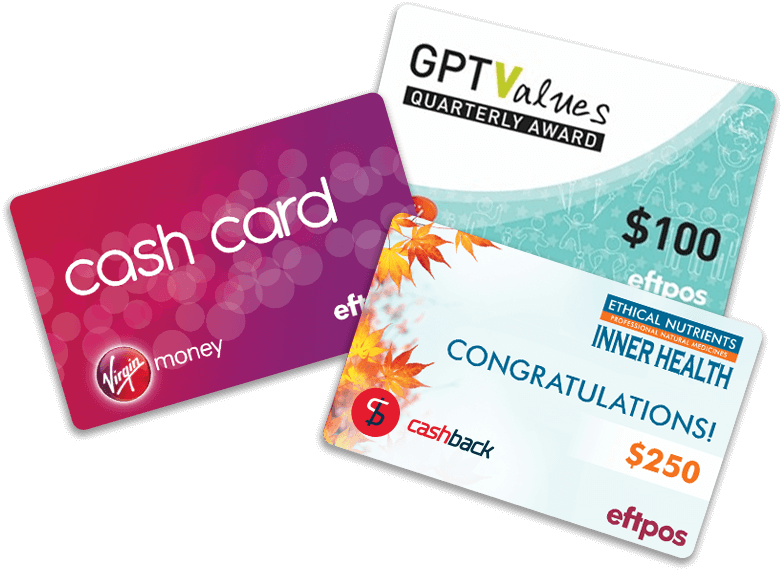 GPTValues
QUARTERLY AWARD
$100
eftpos
cash card
eft
Virgin money
ETHICAL NUTRIENTS
PROFESSIONAL NATURAL MEDICINES
INNER HEALTH
CONGRATULATIONS!
$250
cashback
eftpos